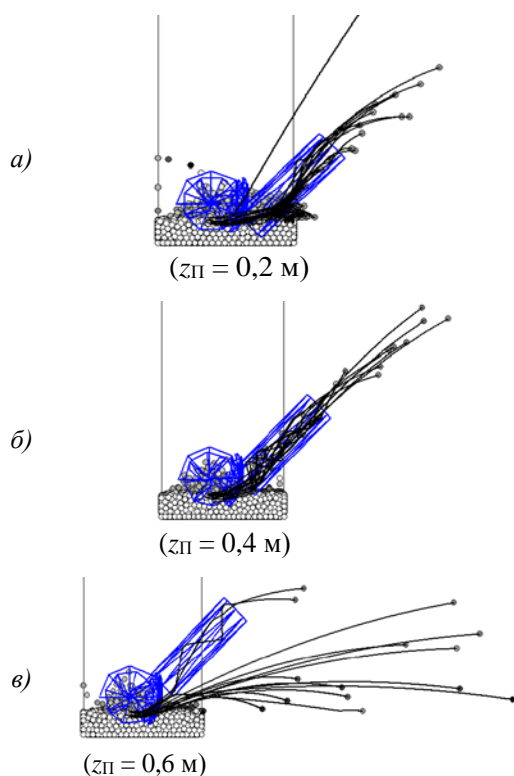 а)
(zП = 0,2 м)
б)
(zП = 0,4 м)
в)
(zП = 0,6 м)